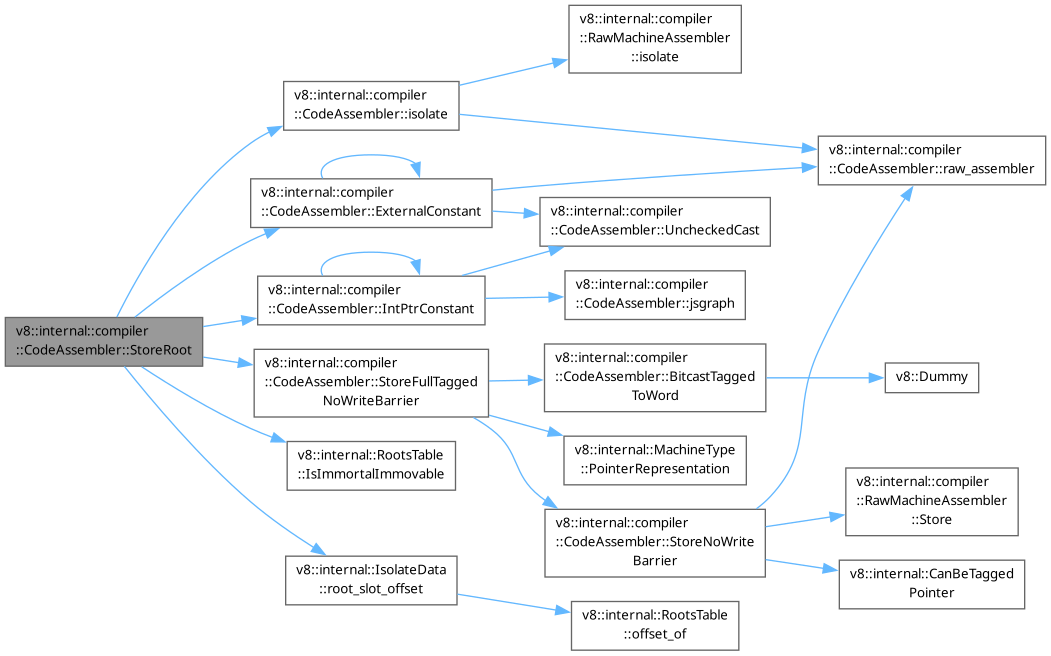 v8::internal::compiler
::RawMachineAssembler
::isolate
v8::internal::compiler
::CodeAssembler::isolate
v8::internal::compiler
::CodeAssembler::raw_assembler
v8::internal::compiler
::CodeAssembler::ExternalConstant
v8::internal::compiler
::CodeAssembler::UncheckedCast
v8::internal::compiler
::CodeAssembler::IntPtrConstant
v8::internal::compiler
::CodeAssembler::jsgraph
v8::internal::compiler
::CodeAssembler::StoreRoot
v8::internal::compiler
::CodeAssembler::StoreFullTagged
NoWriteBarrier
v8::internal::compiler
::CodeAssembler::BitcastTagged
ToWord
v8::Dummy
v8::internal::RootsTable
::IsImmortalImmovable
v8::internal::MachineType
::PointerRepresentation
v8::internal::compiler
::RawMachineAssembler
::Store
v8::internal::compiler
::CodeAssembler::StoreNoWrite
Barrier
v8::internal::IsolateData
::root_slot_offset
v8::internal::CanBeTagged
Pointer
v8::internal::RootsTable
::offset_of